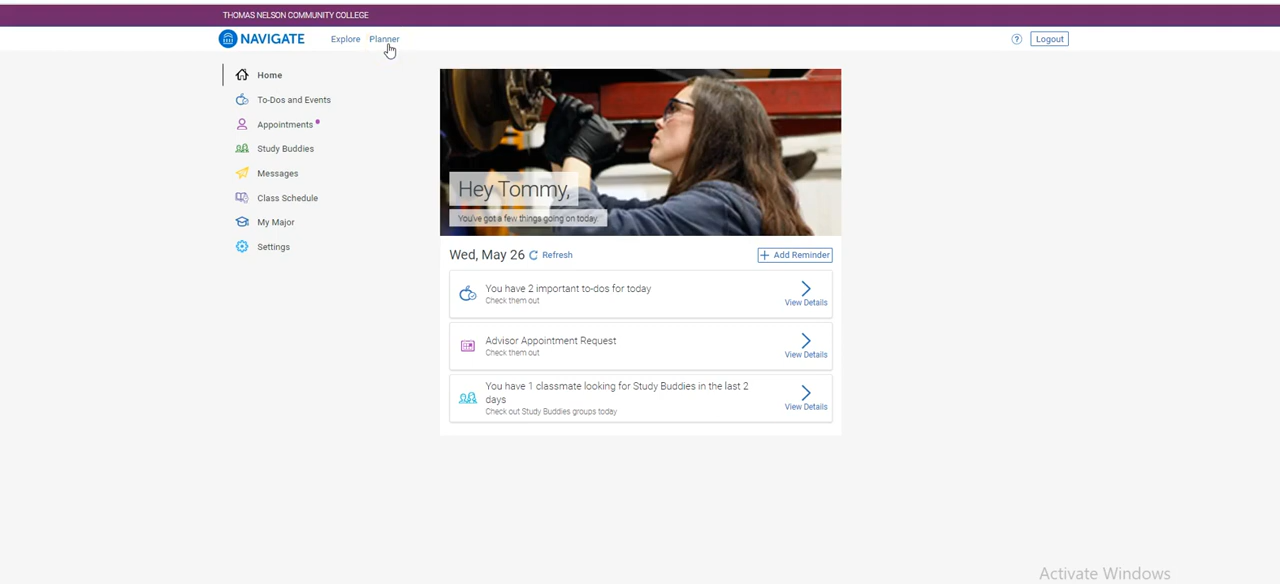 THOMAS NELSON COMMUNITY COLLEGE
NAVIGATE Explore Planner ? Logout
Home
To-Dos and Events
Appointments
Study Buddies
Messages
Class Schedule
My Major
Settings
Hey Tommy,
You've got a few things going on today.
Wed, May 26 Refresh + Add Reminder
You have 2 important to-dos for today
Check them out
View Details
Advisor Appointment Request
Check them out
View Details
You have 1 classmate looking for Study Buddies in the last 2
days
Check out Study Buddies groups today
View Details
Activate Windows